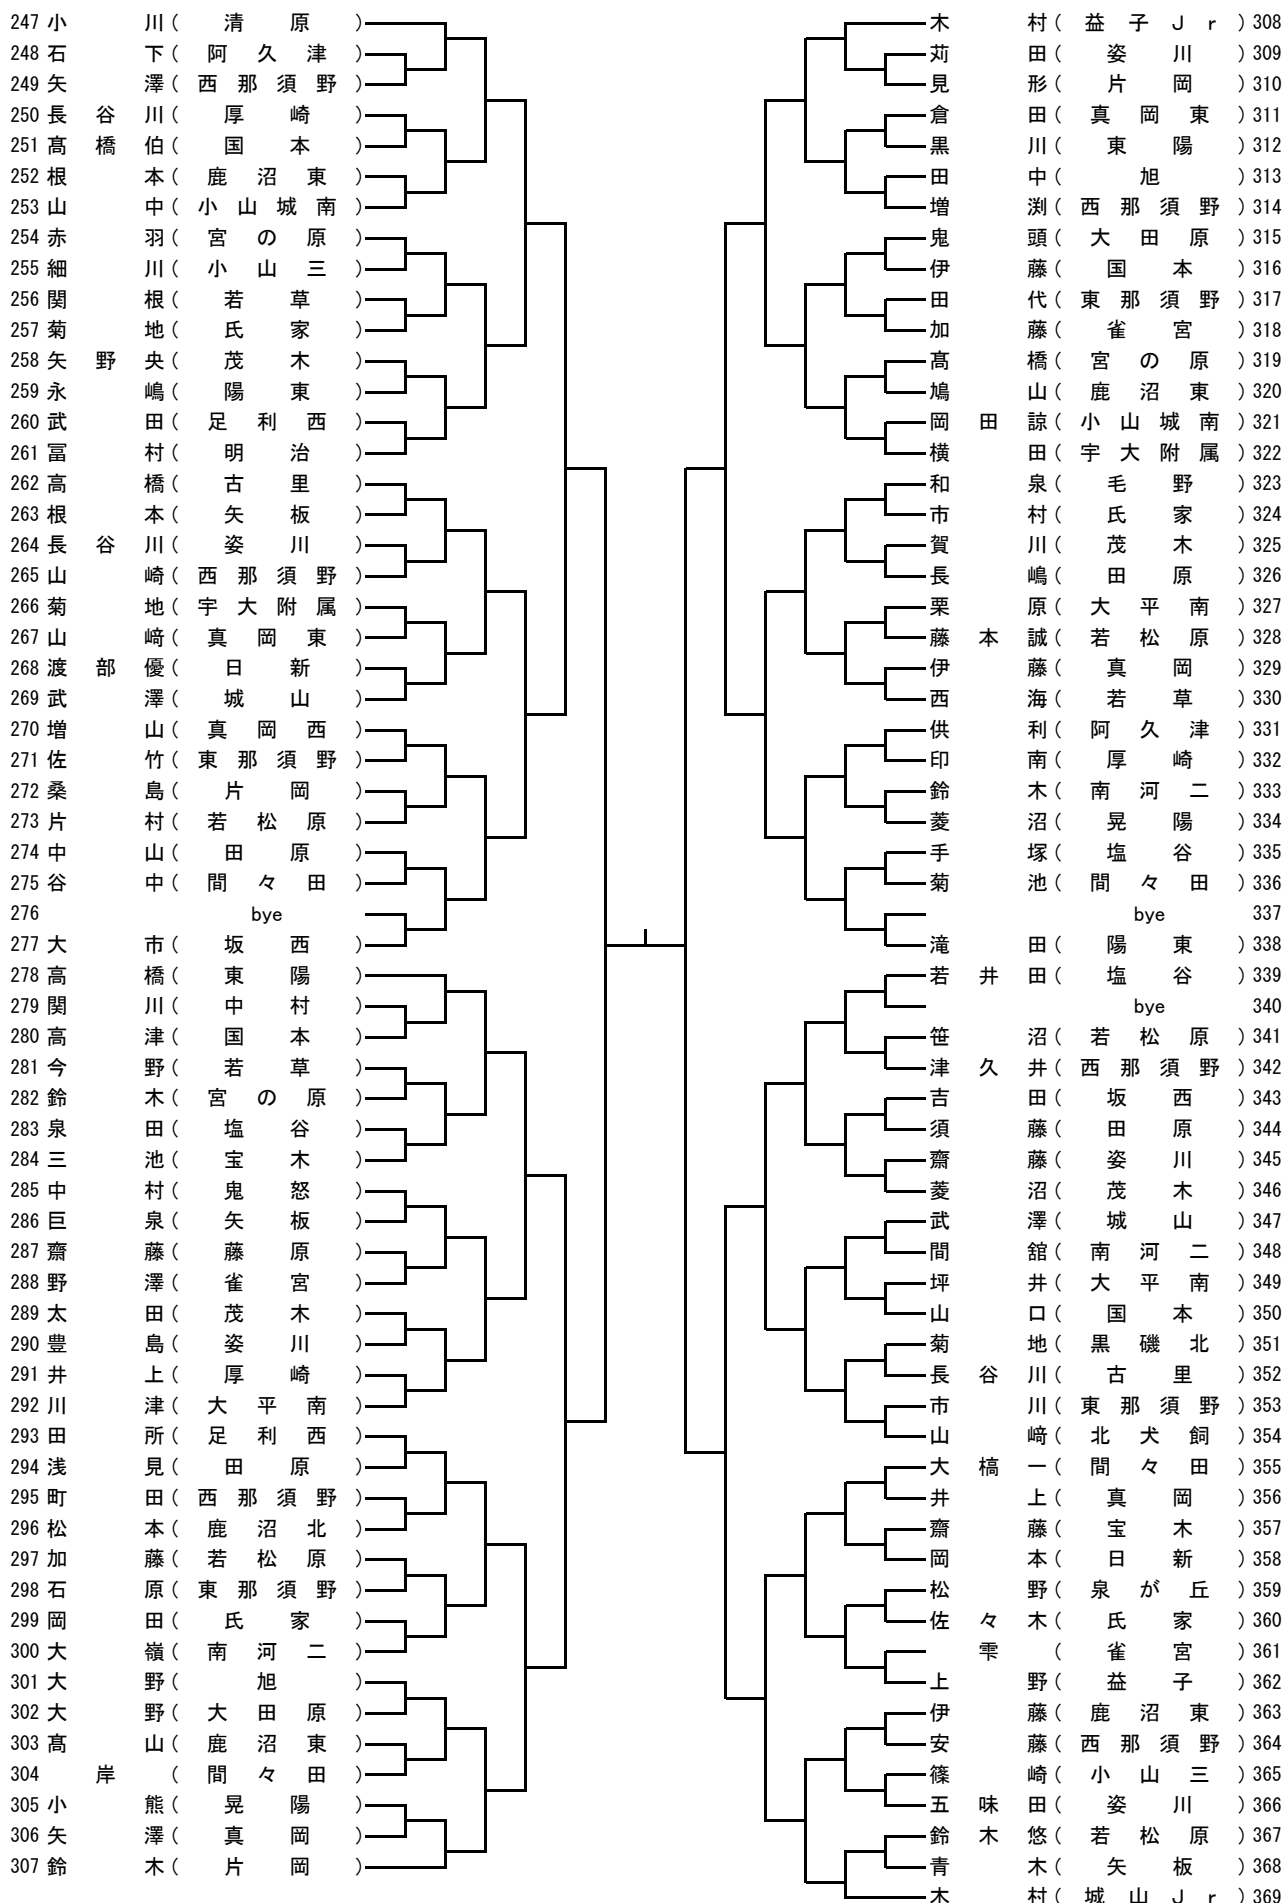 247 小川 ( 清原 )
248 石下 ( 阿久津 )
249 矢澤 ( 西那須野 )
250 長谷川 ( 厚崎 )
251 髙橋伯 ( 国本 )
252 根本 ( 鹿沼東 )
253 山中 ( 小山城南 )
254 赤羽 ( 宮の原 )
255 細川 ( 小山三 )
256 関根 ( 若草 )
257 菊地 ( 氏家 )
258 矢野央 ( 茂木 )
259 永嶋 ( 陽東 )
260 武田 ( 足利西 )
261 冨村 ( 明治 )
262 高橋 ( 古里 )
263 根本 ( 矢板 )
264 長谷川 ( 姿川 )
265 山崎 ( 西那須野 )
266 菊地 ( 宇大附属 )
267 山﨑 ( 真岡東 )
268 渡部優 ( 日新 )
269 武澤 ( 城山 )
270 増山 ( 真岡西 )
271 佐竹 ( 東那須野 )
272 桑島 ( 片岡 )
273 片村 ( 若松原 )
274 中山 ( 田原 )
275 谷中 ( 間々田 )
276 bye
277 大市 ( 坂西 )
278 高橋 ( 東陽 )
279 関川 ( 中村 )
280 高津 ( 国本 )
281 今野 ( 若草 )
282 鈴木 ( 宮の原 )
283 泉田 ( 塩谷 )
284 三池 ( 宝木 )
285 中村 ( 鬼怒 )
286 巨泉 ( 矢板 )
287 齋藤 ( 藤原 )
288 野澤 ( 雀宮 )
289 太田 ( 茂木 )
290 豊島 ( 姿川 )
291 井上 ( 厚崎 )
292 川津 ( 大平南 )
293 田所 ( 足利西 )
294 浅見 ( 田原 )
295 町田 ( 西那須野 )
296 松本 ( 鹿沼北 )
297 加藤 ( 若松原 )
298 石原 ( 東那須野 )
299 岡田 ( 氏家 )
300 大嶺 ( 南河二 )
301 大野 ( 旭 )
302 大野 ( 大田原 )
303 髙山 ( 鹿沼東 )
304 岸 ( 間々田 )
305 小熊 ( 晃陽 )
306 矢澤 ( 真岡 )
307 鈴木 ( 片岡 )
木村 ( 益子Jr ) 308
苅田 ( 姿川 ) 309
見形 ( 片岡 ) 310
倉田 ( 真岡東 ) 311
黒川 ( 東陽 ) 312
田中 ( 旭 ) 313
増渕 ( 西那須野 ) 314
鬼頭 ( 大田原 ) 315
伊藤 ( 国本 ) 316
田代 ( 東那須野 ) 317
加藤 ( 雀宮 ) 318
髙橋 ( 宮の原 ) 319
鳩山 ( 鹿沼東 ) 320
岡田諒 ( 小山城南 ) 321
横田 ( 宇大附属 ) 322
和泉 ( 毛野 ) 323
市村 ( 氏家 ) 324
賀川 ( 茂木 ) 325
長嶋 ( 田原 ) 326
栗原 ( 大平南 ) 327
藤本誠 ( 若松原 ) 328
伊藤 ( 真岡 ) 329
西海 ( 若草 ) 330
供利 ( 阿久津 ) 331
印南 ( 厚崎 ) 332
鈴木 ( 南河二 ) 333
菱沼 ( 晃陽 ) 334
手塚 ( 塩谷 ) 335
菊池 ( 間々田 ) 336
bye 337
滝田 ( 陽東 ) 338
若井田 ( 塩谷 ) 339
bye 340
笹沼 ( 若松原 ) 341
津久井 ( 西那須野 ) 342
吉田 ( 坂西 ) 343
須藤 ( 田原 ) 344
齋藤 ( 姿川 ) 345
菱沼 ( 茂木 ) 346
武澤 ( 城山 ) 347
間舘 ( 南河二 ) 348
坪井 ( 大平南 ) 349
山口 ( 国本 ) 350
菊地 ( 黒磯北 ) 351
長谷川 ( 古里 ) 352
市川 ( 東那須野 ) 353
山﨑 ( 北犬飼 ) 354
大槁一 ( 間々田 ) 355
井上 ( 真岡 ) 356
齋藤 ( 宝木 ) 357
岡本 ( 日新 ) 358
松野 ( 泉が丘 ) 359
佐々木 ( 氏家 ) 360
雫 ( 雀宮 ) 361
上野 ( 益子 ) 362
伊藤 ( 鹿沼東 ) 363
安藤 ( 西那須野 ) 364
篠崎 ( 小山三 ) 365
五味田 ( 姿川 ) 366
鈴木悠 ( 若松原 ) 367
青木 ( 矢板 ) 368
木村 ( 城山Jr ) 369